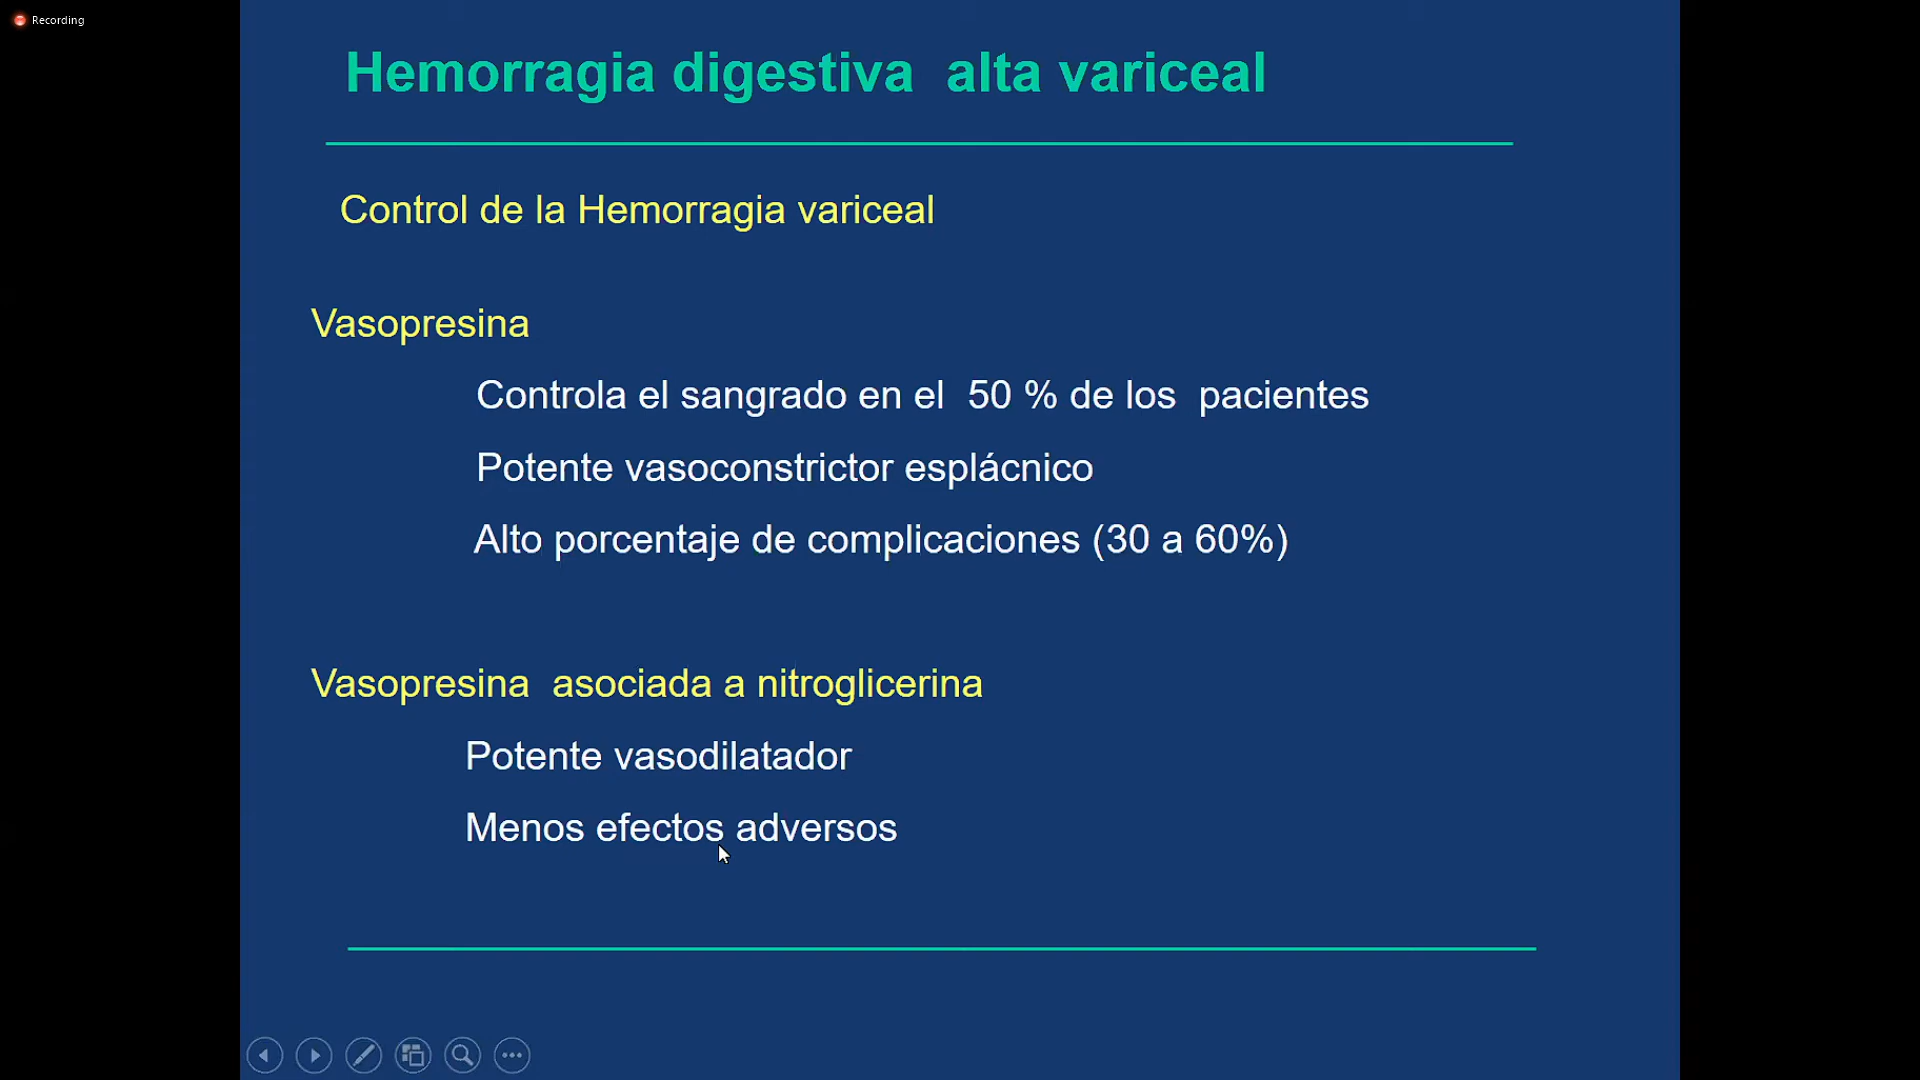 Recording
Hemorragia digestiva alta variceal
Control de la Hemorragia variceal
Vasopresina
Controla el sangrado en el 50 % de los pacientes
Potente vasoconstrictor esplácnico
Alto porcentaje de complicaciones (30 a 60%)
Vasopresina asociada a nitroglicerina
Potente vasodilatador
Menos efectos adversos